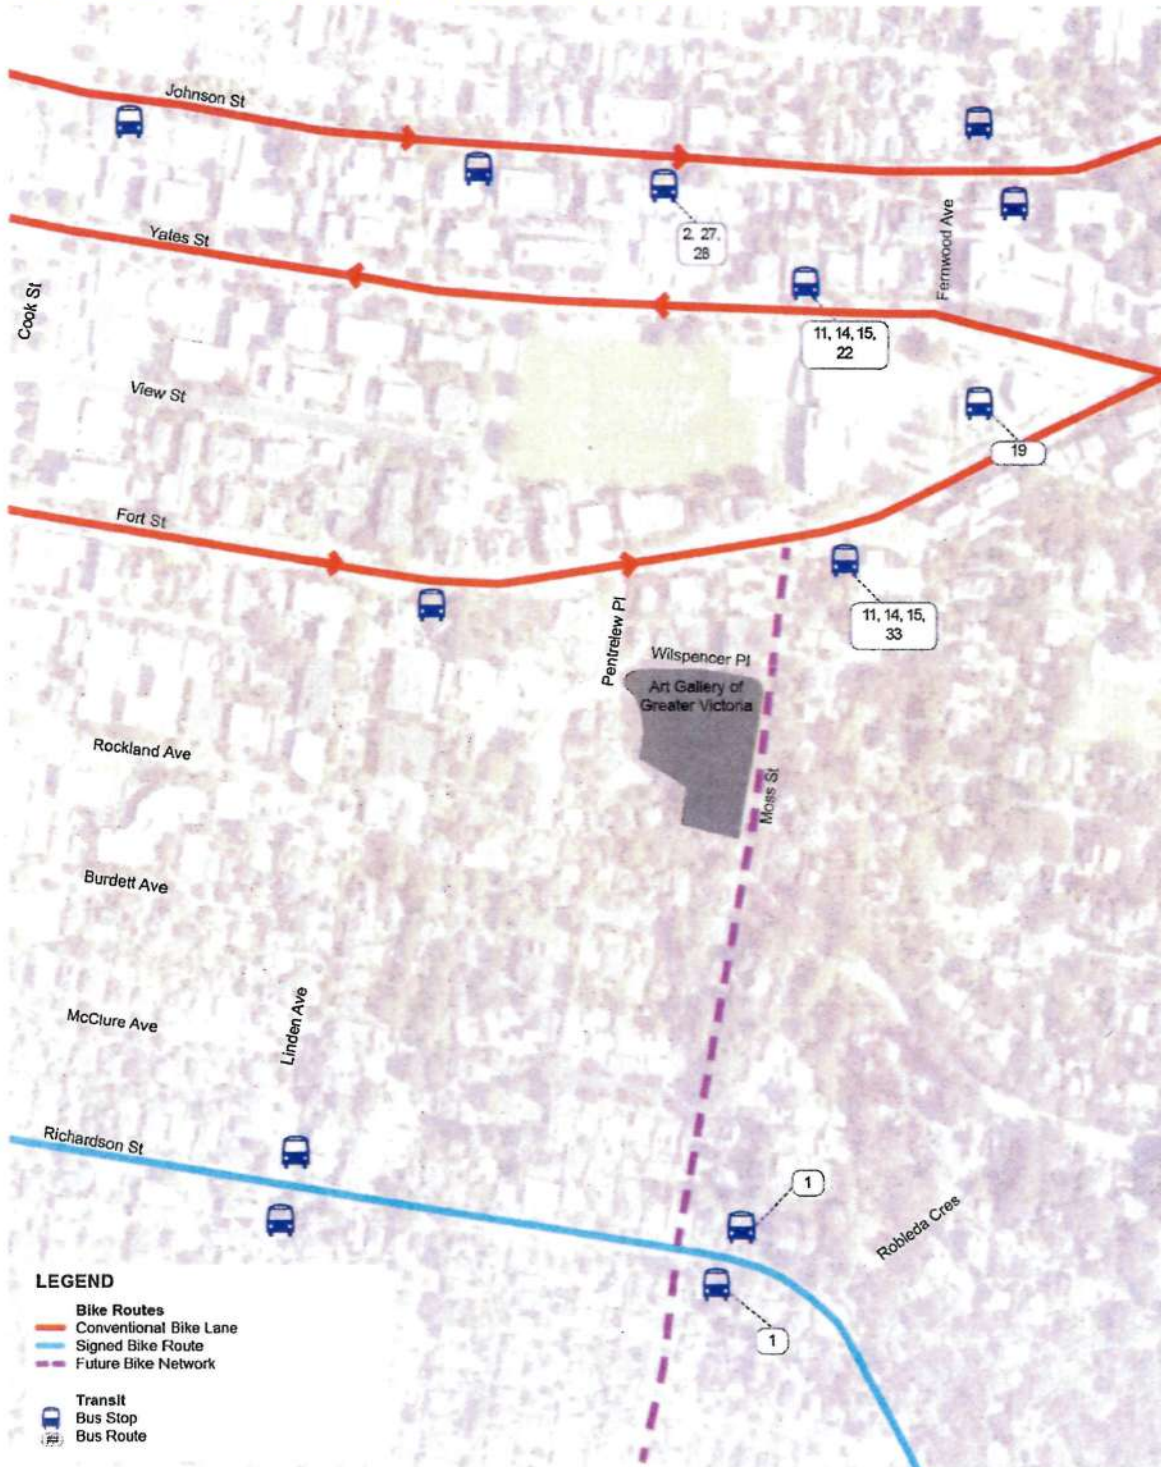 Johnson St
2, 27,
28
Yates St
Fernwood Ave
Cook St
11, 14, 15,
22
View St
19
Fort St
11, 14, 15,
33
Pentrelew Pl
Wilspencer Pl
Art Gallery of
Greater Victoria
Rockland Ave
Moss St
Burdett Ave
McClure Ave
Linden Ave
Richardson St
1
Robleda Cres
1
LEGEND
Bike Routes
Conventional Bike Lane
Signed Bike Route
Future Bike Network
Transit
Bus Stop
Bus Route